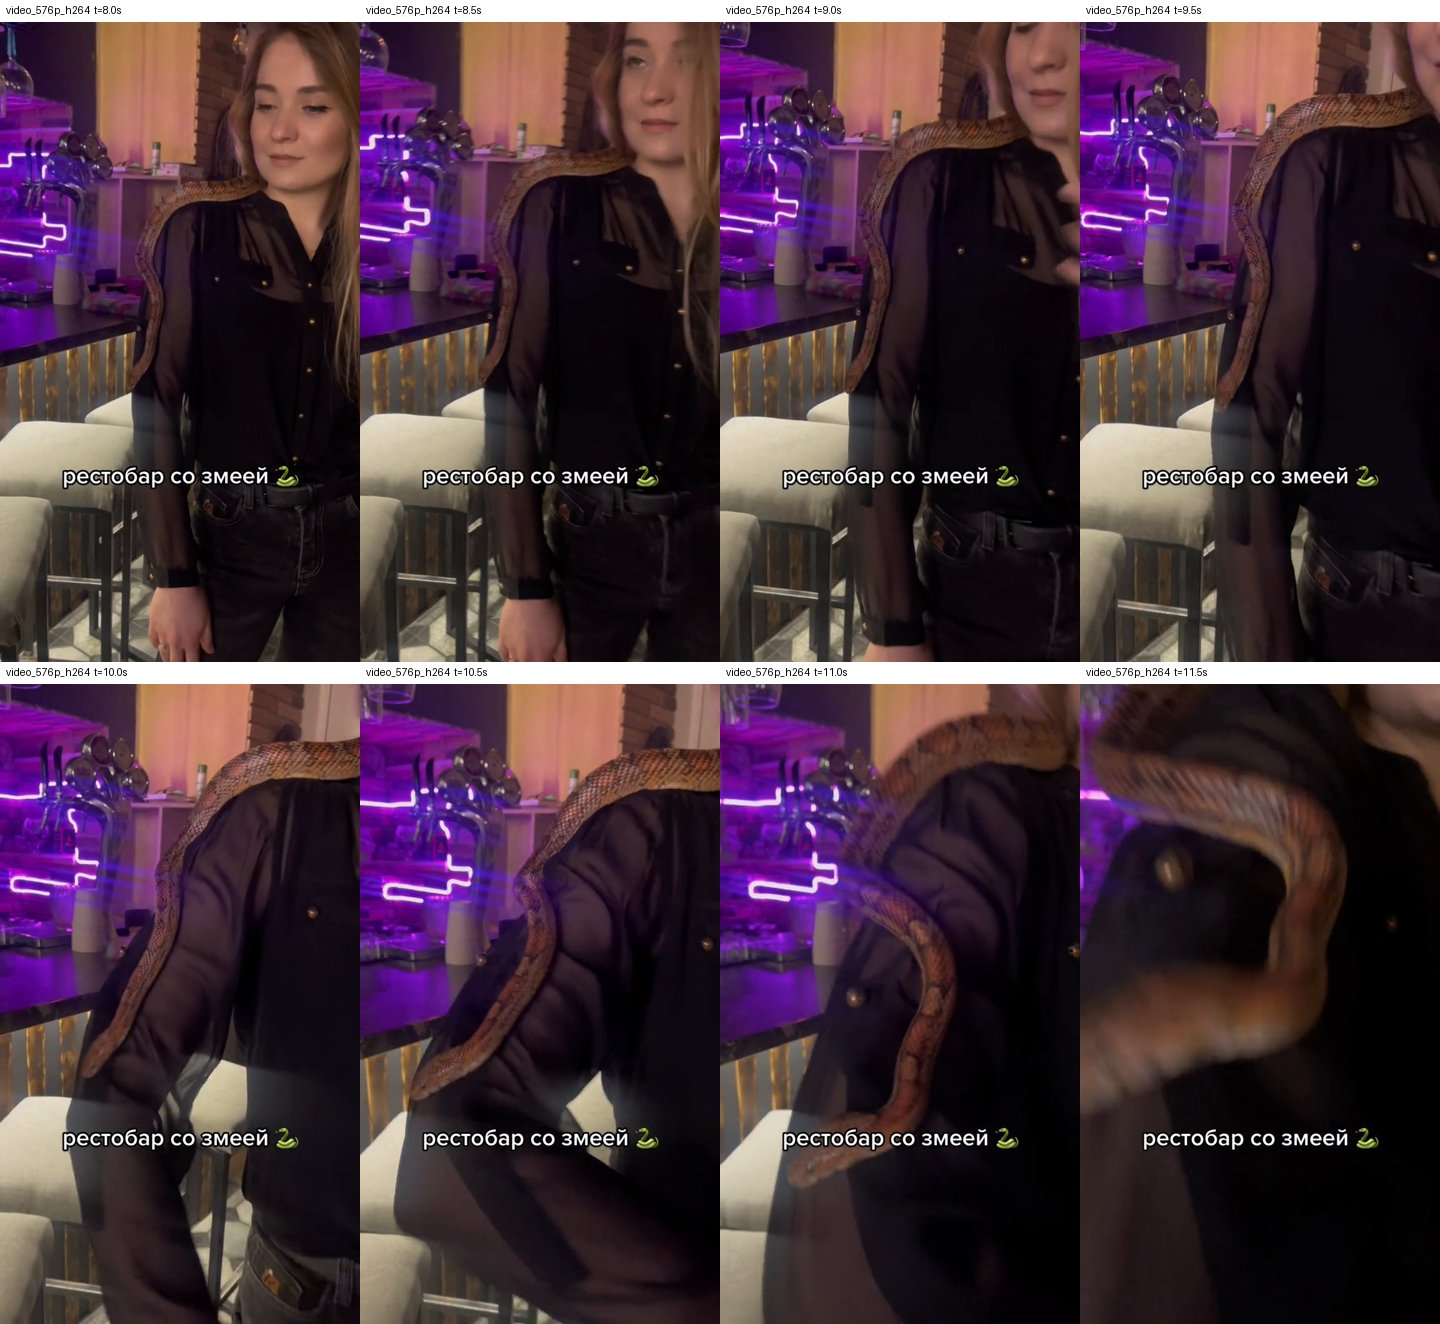 video_576p_h264 t=8.0s
video_576p_h264 t=8.5s
video_576p_h264 t=9.0s
video_576p_h264 t=9.5s
рестобар со змеей 🐍
рестобар со змеей 🐍
рестобар со змеей 🐍
рестобар со змеей 🐍
video_576p_h264 t=10.0s
video_576p_h264 t=10.5s
video_576p_h264 t=11.0s
video_576p_h264 t=11.5s
рестобар со змеей 🐍
рестобар со змеей 🐍
рестобар со змеей 🐍
рестобар со змеей 🐍